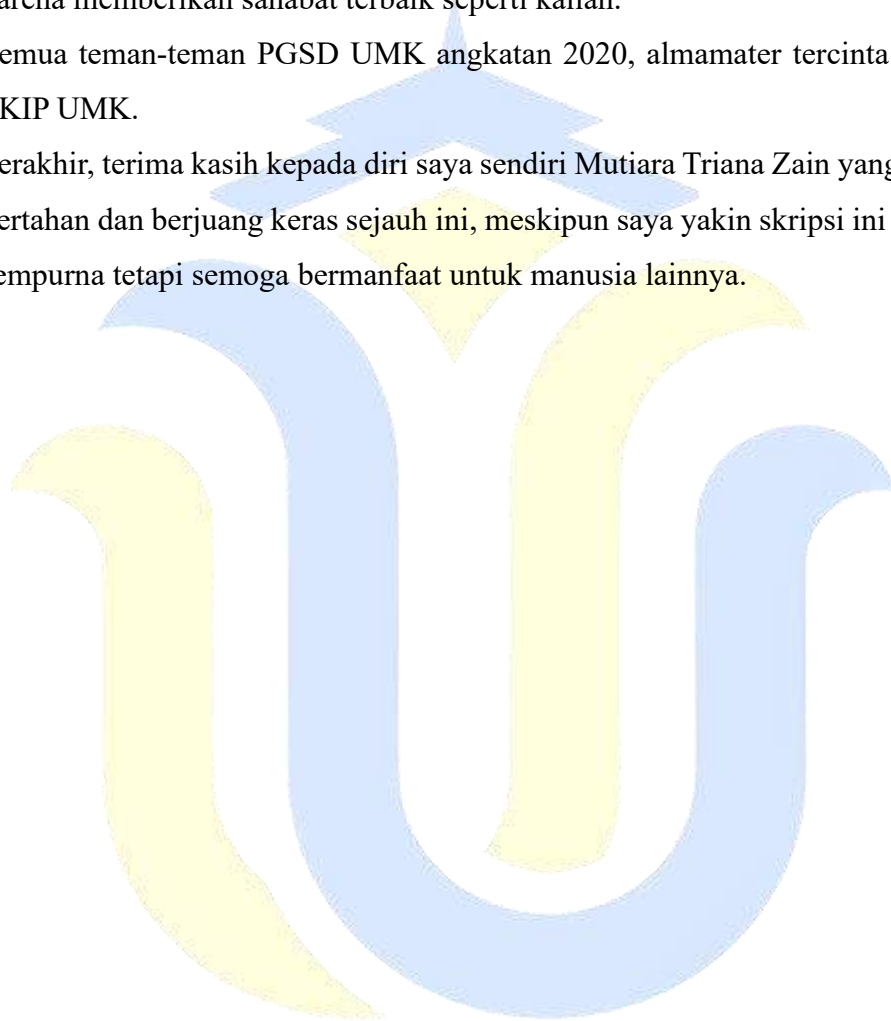 arena memberikan sahabat terbaik seperti kalian.
emua teman-teman PGSD UMK angkatan 2020, almamater tercinta
KIP UMK.
erakhir, terima kasih kepada diri saya sendiri Mutiara Triana Zain yang
ertahan dan berjuang keras sejauh ini, meskipun saya yakin skripsi ini
empurna tetapi semoga bermanfaat untuk manusia lainnya.